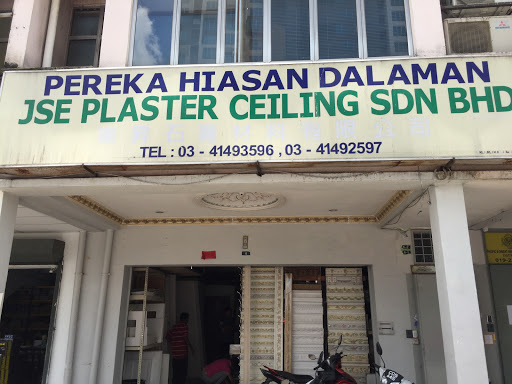 PEREKA HIASAN DALAMAN
JSE PLASTER CEILING SDN BHD
TEL : 03 - 41493596 , 03 - 41492597